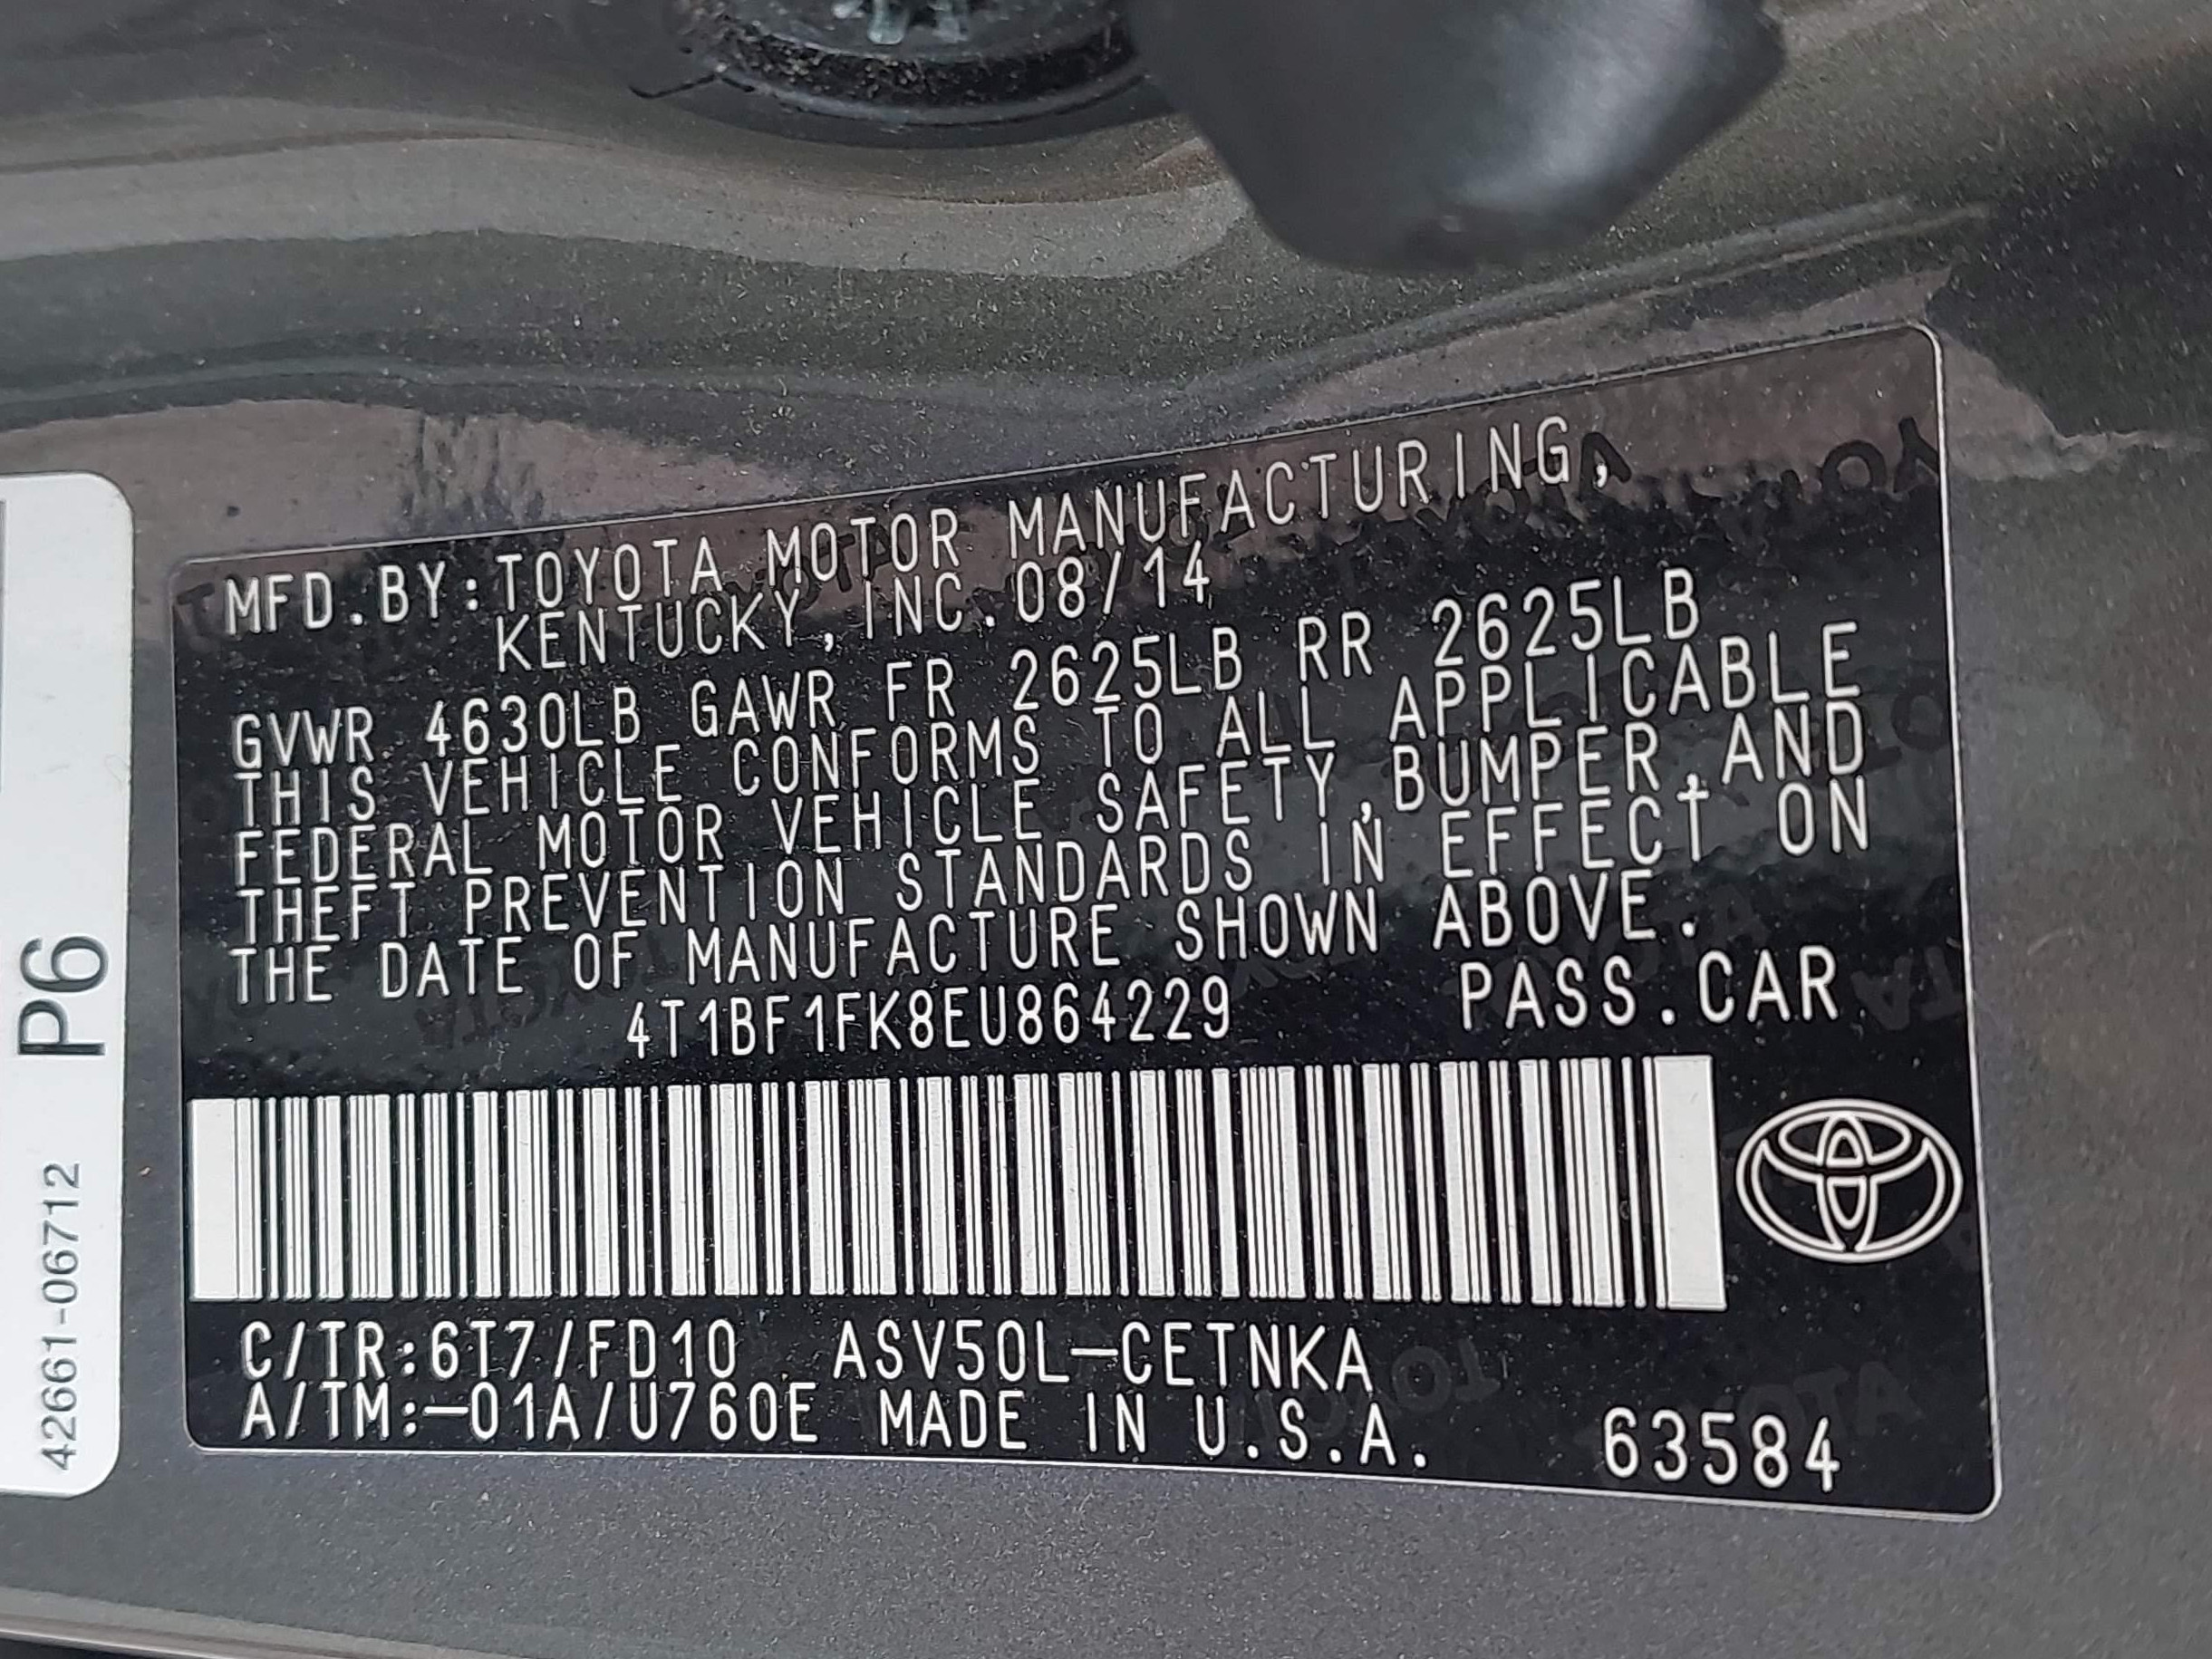 MFD.BY:TOYOTA MOTOR MANUFACTURING,
KENTUCKY,INC.08/14
GVWR 4630LB GAWR FR 2625LB RR 2625LB
THIS VEHICLE CONFORMS TO ALL APPLICABLE
FEDERAL MOTOR VEHICLE SAFETY,BUMPER,AND
THEFT PREVENTION STANDARDS IN EFFECT ON
THE DATE OF MANUFACTURE SHOWN ABOVE.
4T1BF1FK8EU864229 PASS.CAR
C/TR:6T7/FD10 ASV50L-CETNKA
A/TM:-01A/U760E MADE IN U.S.A. 63584
P6
42661-06712